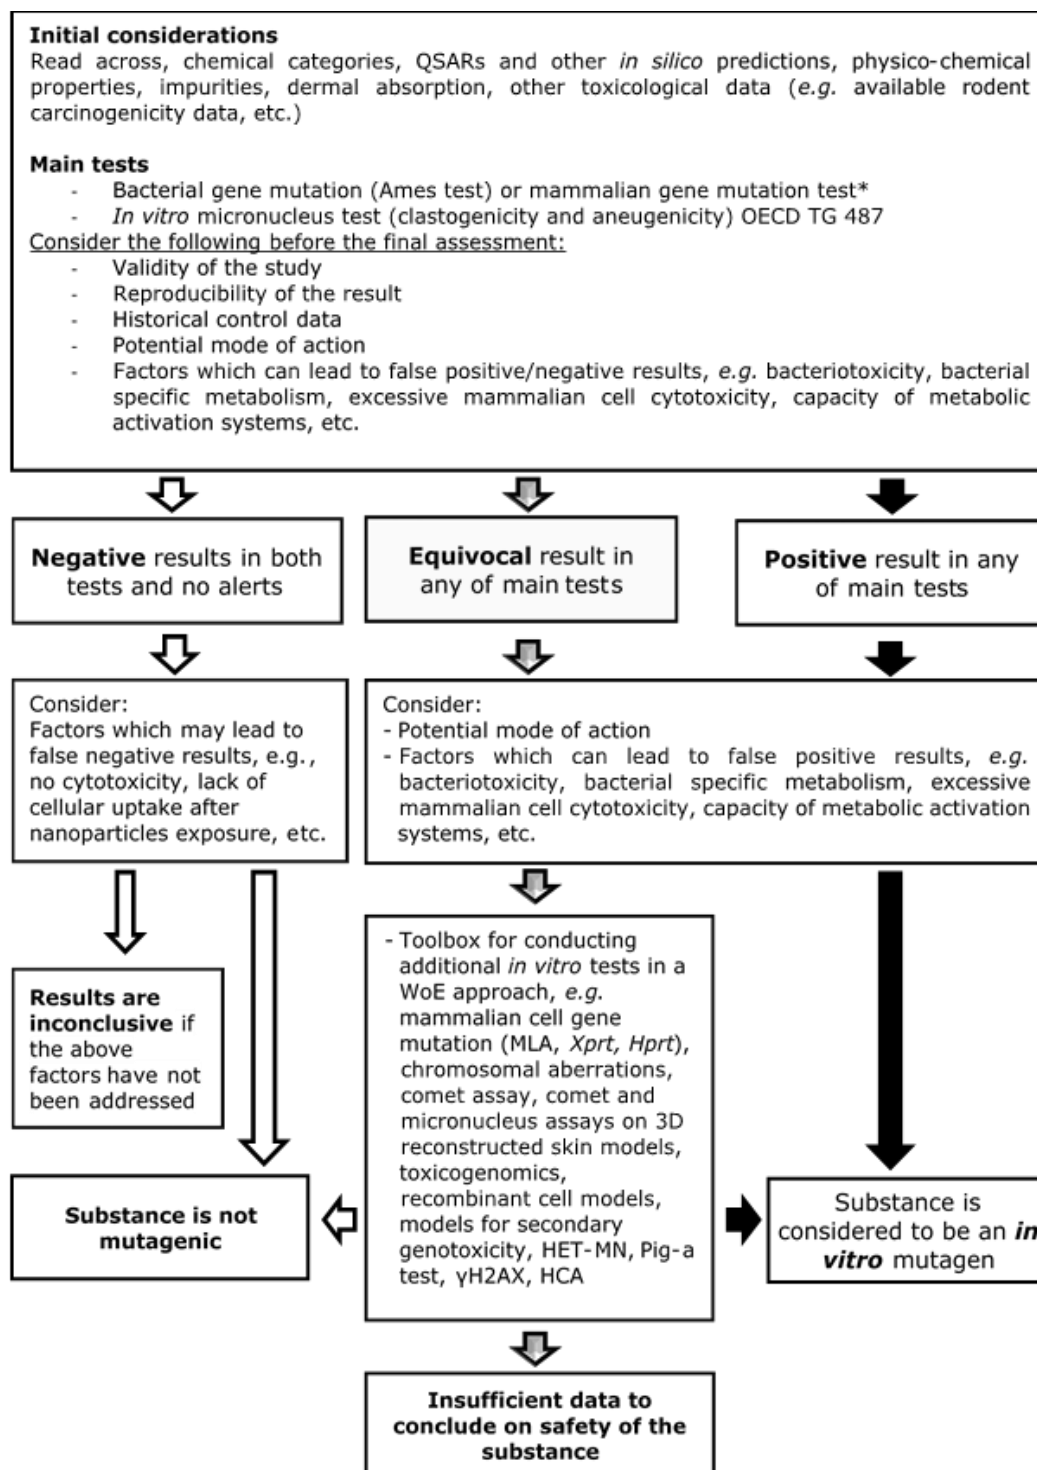 Initial considerations
Read across, chemical categories, QSARs and other in silico predictions, physico-chemical
properties, impurities, dermal absorption, other toxicological data (e.g. available rodent
carcinogenicity data, etc.)
Main tests
- Bacterial gene mutation (Ames test) or mammalian gene mutation test*
- In vitro micronucleus test (clastogenicity and aneugenicity) OECD TG 487
Consider the following before the final assessment:
- Validity of the study
- Reproducibility of the result
- Historical control data
- Potential mode of action
- Factors which can lead to false positive/negative results, e.g. bacteriotoxicity, bacterial
specific metabolism, excessive mammalian cell cytotoxicity, capacity of metabolic
activation systems, etc.
Negative results in both
tests and no alerts
Equivocal result in
any of main tests
Positive result in any
of main tests
Consider:
Factors which may lead to
false negative results, e.g.,
no cytotoxicity, lack of
cellular uptake after
nanoparticles exposure, etc.
Consider:
- Potential mode of action
- Factors which can lead to false positive results, e.g.
bacteriotoxicity, bacterial specific metabolism, excessive
mammalian cell cytotoxicity, capacity of metabolic activation
systems, etc.
Results are
inconclusive if
the above
factors have not
been addressed
- Toolbox for conducting
additional in vitro tests in a
WoE approach, e.g.
mammalian cell gene
mutation (MLA, Xprt, Hprt),
chromosomal aberrations,
comet assay, comet and
micronucleus assays on 3D
reconstructed skin models,
toxicogenomics,
recombinant cell models,
models for secondary
genotoxicity, HET-MN, Pig-a
test, γH2AX, HCA
Substance is not
mutagenic
Substance is
considered to be an in
vitro mutagen
Insufficient data to
conclude on safety of the
substance